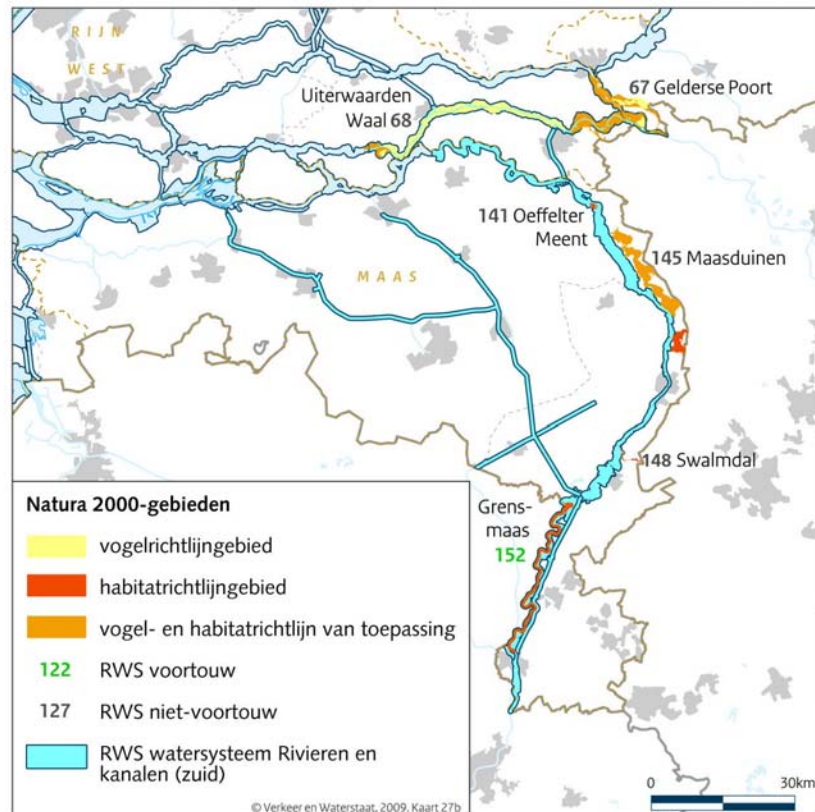 RIJN
WEST
Uiterwaarden
Waal 68
67 Gelderse Poort
141 Oeffelter
Meent
145 Maasduinen
MAAS
148 Swalmdal
Grens-
maas
152
Natura 2000-gebieden
vogelrichtlijngebied
habitatrichtlijngebied
vogel- en habitatrichtlijn van toepassing
122 RWS voortouw
127 RWS niet-voortouw
RWS watersysteem Rivieren en
kanalen (zuid)
© Verkeer en Waterstaat, 2009. Kaart 27b
0 30km